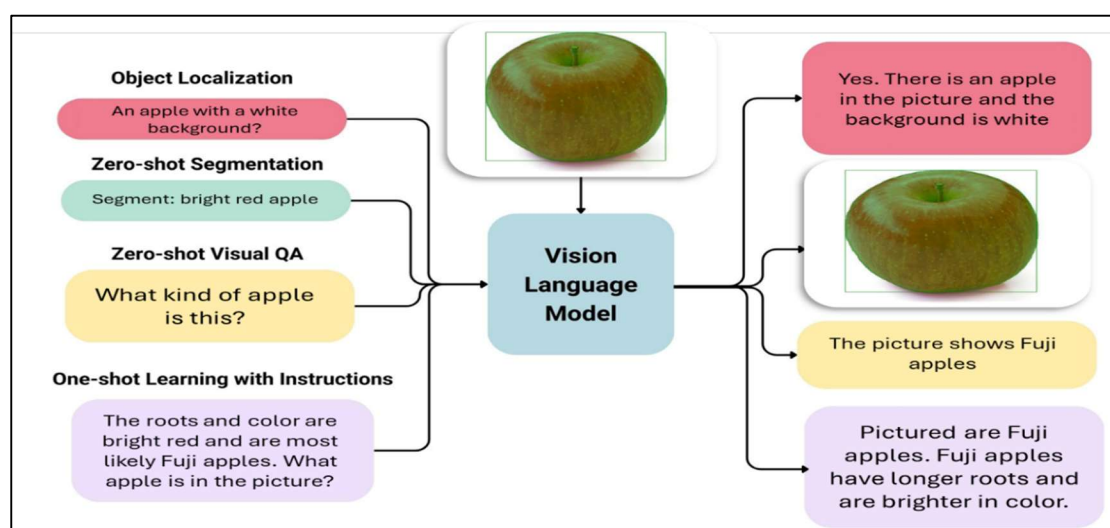 Object Localization
An apple with a white
background?
Zero-shot Segmentation
Segment: bright red apple
Zero-shot Visual QA
What kind of apple
is this?
One-shot Learning with Instructions
The roots and color are
bright red and are most
likely Fuji apples. What
apple is in the picture?
Vision
Language
Model
Yes. There is an apple
in the picture and the
background is white
The picture shows Fuji
apples
Pictured are Fuji
apples. Fuji apples
have longer roots and
are brighter in color.